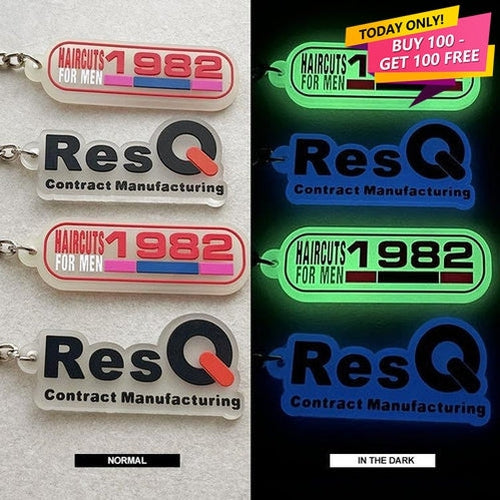 TODAY ONLY!
BUY 100 -
GET 100 FREE
HAIRCUTS 1982
FOR MEN
HAIRCUTS 1982
FOR MEN
ResQ
Contract Manufacturing
ResQ
Contract Manufacturing
HAIRCUTS 1982
FOR MEN
HAIRCUTS 1982
FOR MEN
ResQ
Contract Manufacturing
ResQ
Contract Manufacturing
NORMAL
IN THE DARK